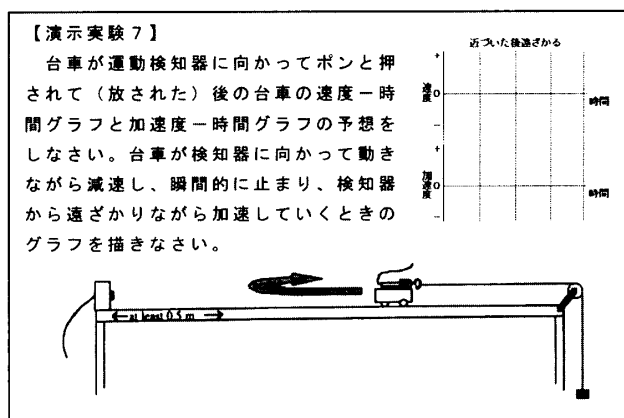 【演示実験７】
台車が運動検知器に向かってポンと押
されて（放された）後の台車の速度－時
間グラフと加速度－時間グラフの予想を
しなさい。台車が検知器に向かって動き
ながら減速し、瞬間的に止まり、検知器
から遠ざかりながら加速していくときの
グラフを描きなさい。
近づいた後遠ざかる
+
速度
0
時間
−
+
加速度
0
時間
−
at least 0.5 m